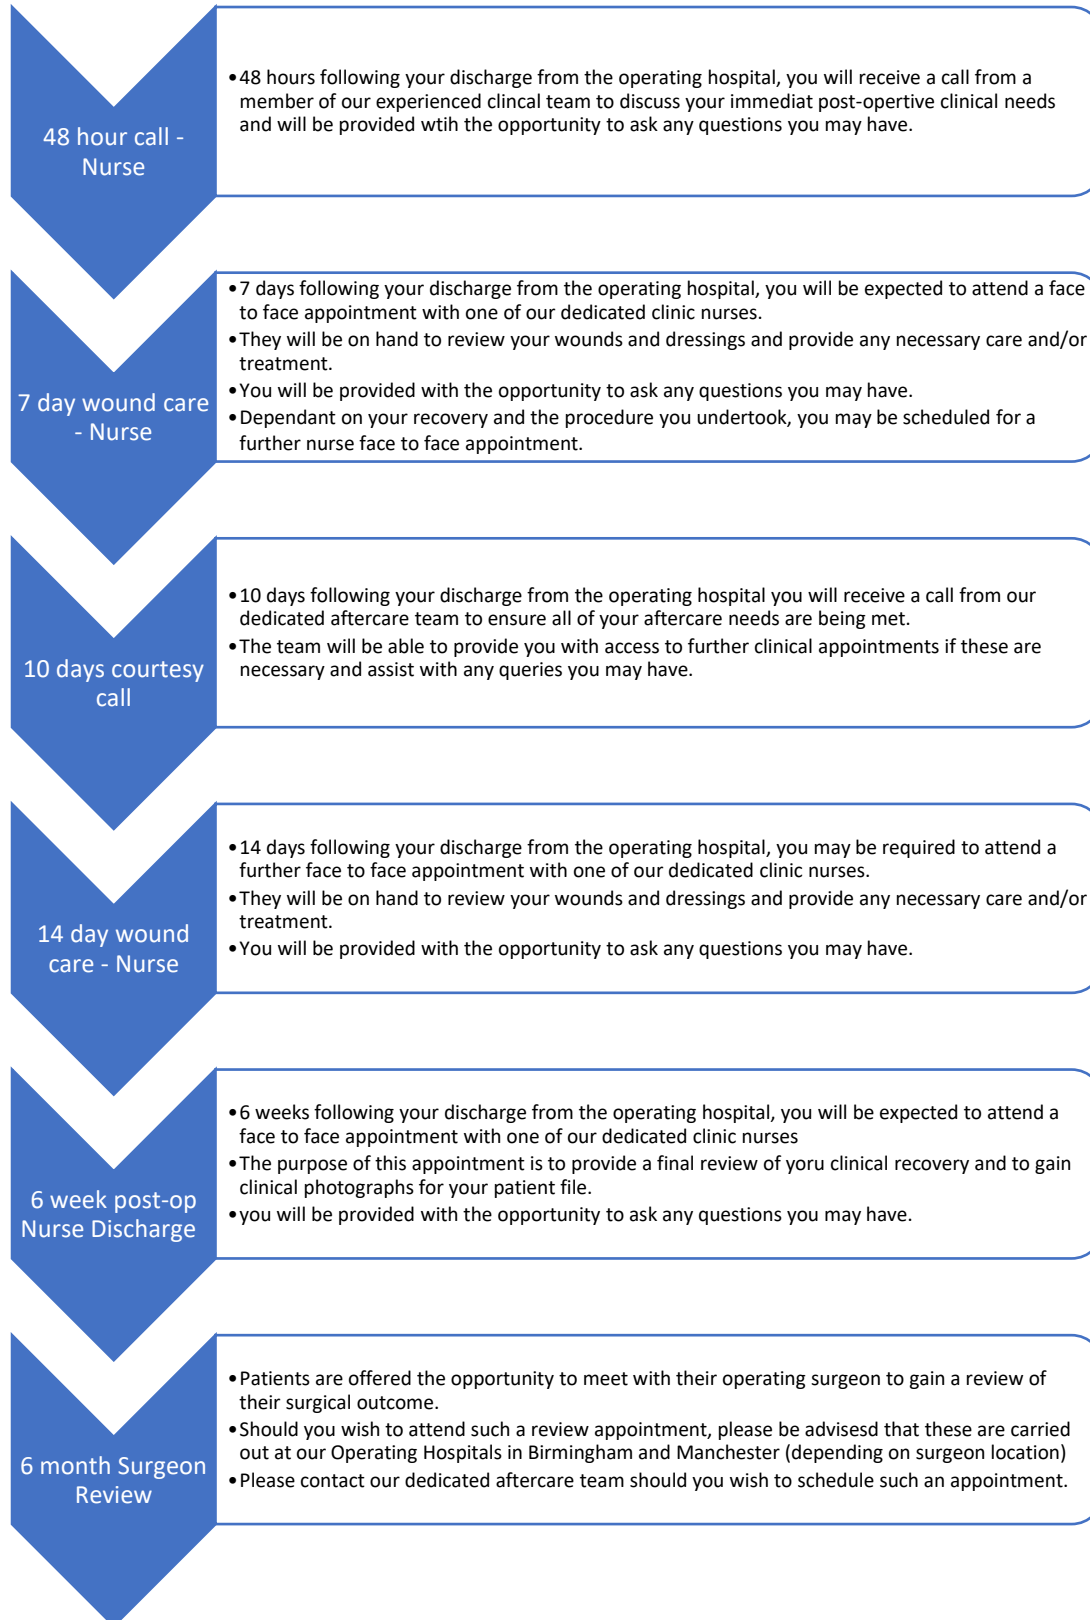 48 hour call -
Nurse
•48 hours following your discharge from the operating hospital, you will receive a call from a
member of our experienced clincal team to discuss your immediat post-opertive clinical needs
and will be provided wtih the opportunity to ask any questions you may have.
7 day wound care
- Nurse
•7 days following your discharge from the operating hospital, you will be expected to attend a face
to face appointment with one of our dedicated clinic nurses.
•They will be on hand to review your wounds and dressings and provide any necessary care and/or
treatment.
•You will be provided with the opportunity to ask any questions you may have.
•Dependant on your recovery and the procedure you undertook, you may be scheduled for a
further nurse face to face appointment.
10 days courtesy
call
•10 days following your discharge from the operating hospital you will receive a call from our
dedicated aftercare team to ensure all of your aftercare needs are being met.
•The team will be able to provide you with access to further clinical appointments if these are
necessary and assist with any queries you may have.
14 day wound
care - Nurse
•14 days following your discharge from the operating hospital, you may be required to attend a
further face to face appointment with one of our dedicated clinic nurses.
•They will be on hand to review your wounds and dressings and provide any necessary care and/or
treatment.
•You will be provided with the opportunity to ask any questions you may have.
6 week post-op
Nurse Discharge
•6 weeks following your discharge from the operating hospital, you will be expected to attend a
face to face appointment with one of our dedicated clinic nurses
•The purpose of this appointment is to provide a final review of yoru clinical recovery and to gain
clinical photographs for your patient file.
•you will be provided with the opportunity to ask any questions you may have.
6 month Surgeon
Review
•Patients are offered the opportunity to meet with their operating surgeon to gain a review of
their surgical outcome.
•Should you wish to attend such a review appointment, please be advisesd that these are carried
out at our Operating Hospitals in Birmingham and Manchester (depending on surgeon location)
•Please contact our dedicated aftercare team should you wish to schedule such an appointment.